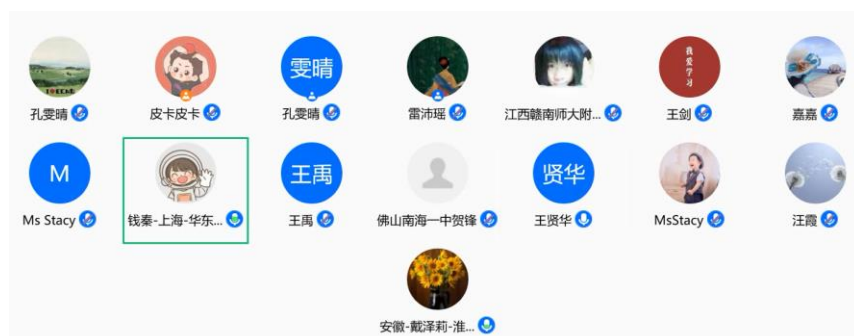 雯晴
我爱学习
孔雯晴 皮卡皮卡 孔雯晴 雷沛瑶 江西赣南师大附... 王剑 嘉嘉
M 王禹 贤华
Ms Stacy 钱秦-上海-华东... 王禹 佛山南海一中贺锋 王贤华 MsStacy 汪霞
安徽-戴泽莉-淮...